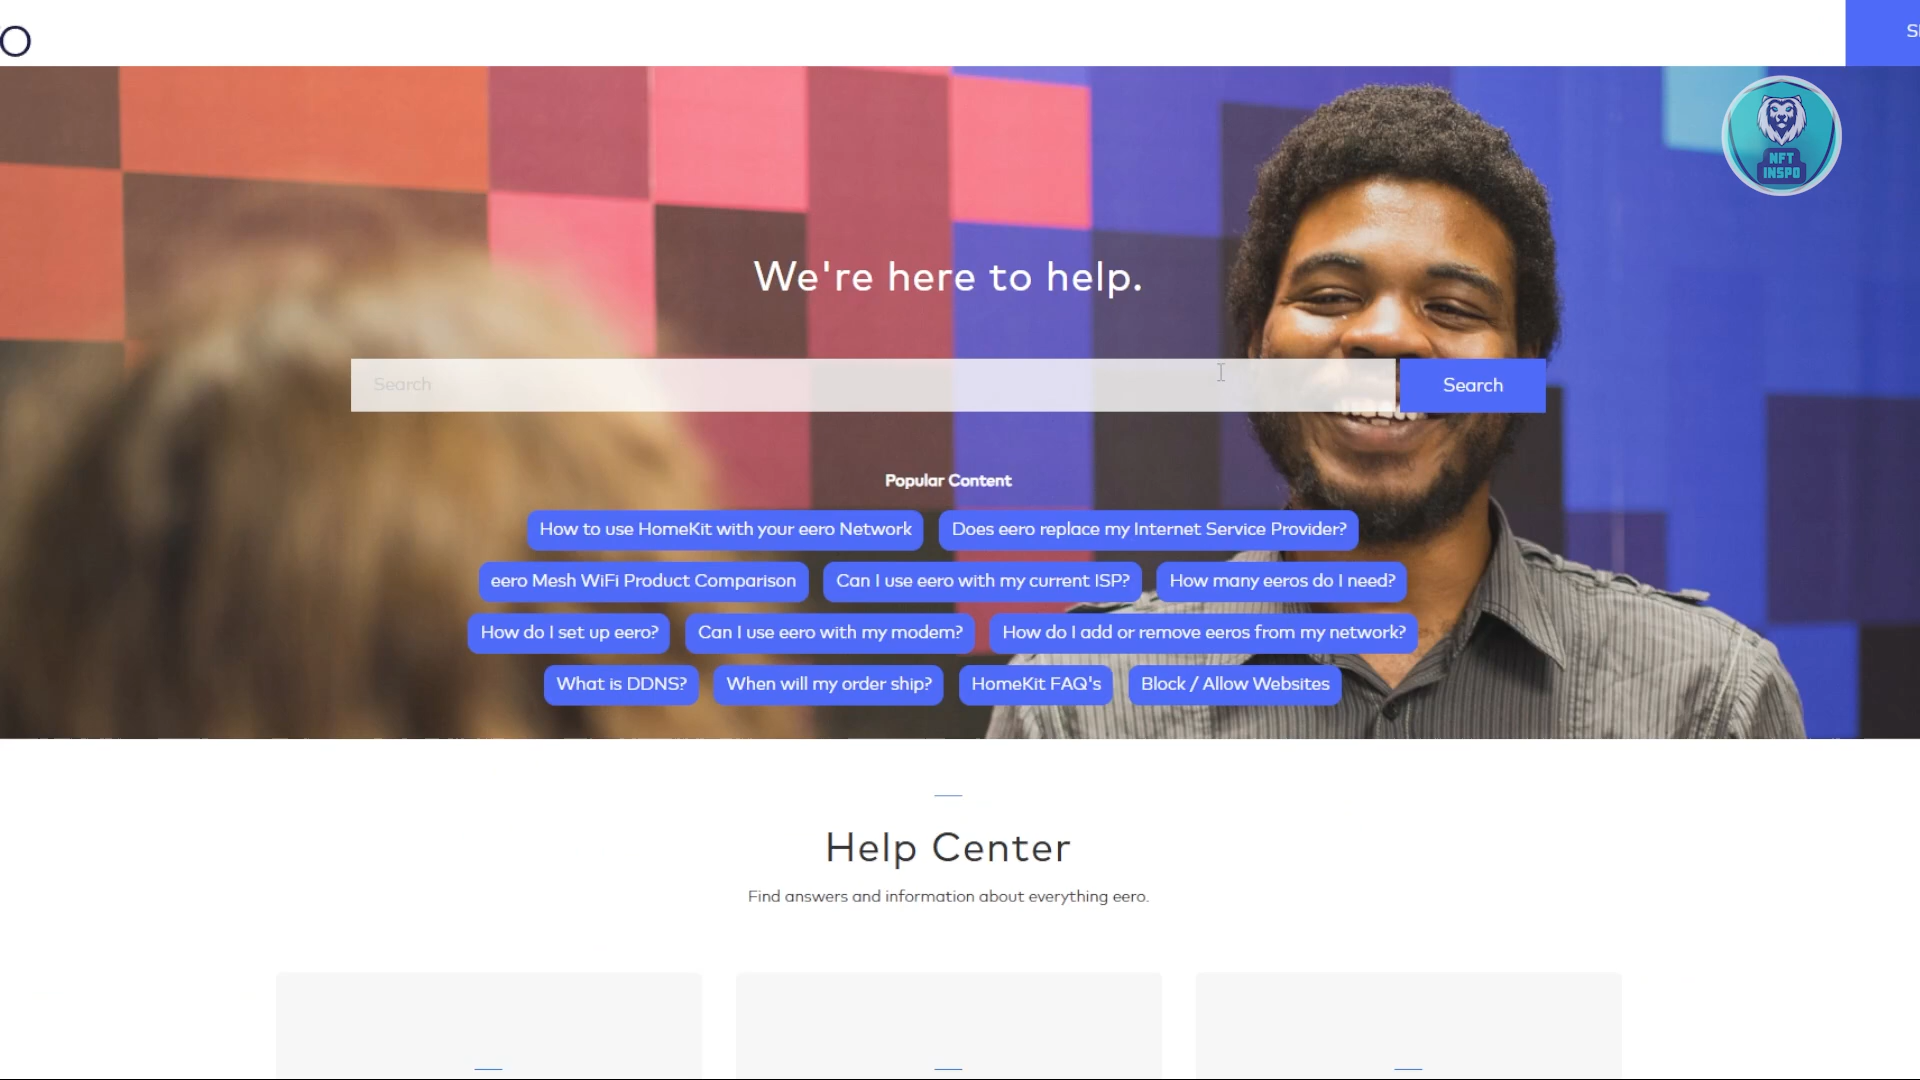 We're here to help.
Search
Search
Popular Content
How to use HomeKit with your eero Network
Does eero replace my Internet Service Provider?
eero Mesh WiFi Product Comparison
Can I use eero with my current ISP?
How many eeros do I need?
How do I set up eero?
Can I use eero with my modem?
How do I add or remove eeros from my network?
What is DDNS?
When will my order ship?
HomeKit FAQ's
Block / Allow Websites
Help Center
Find answers and information about everything eero.
NFT
INSPO